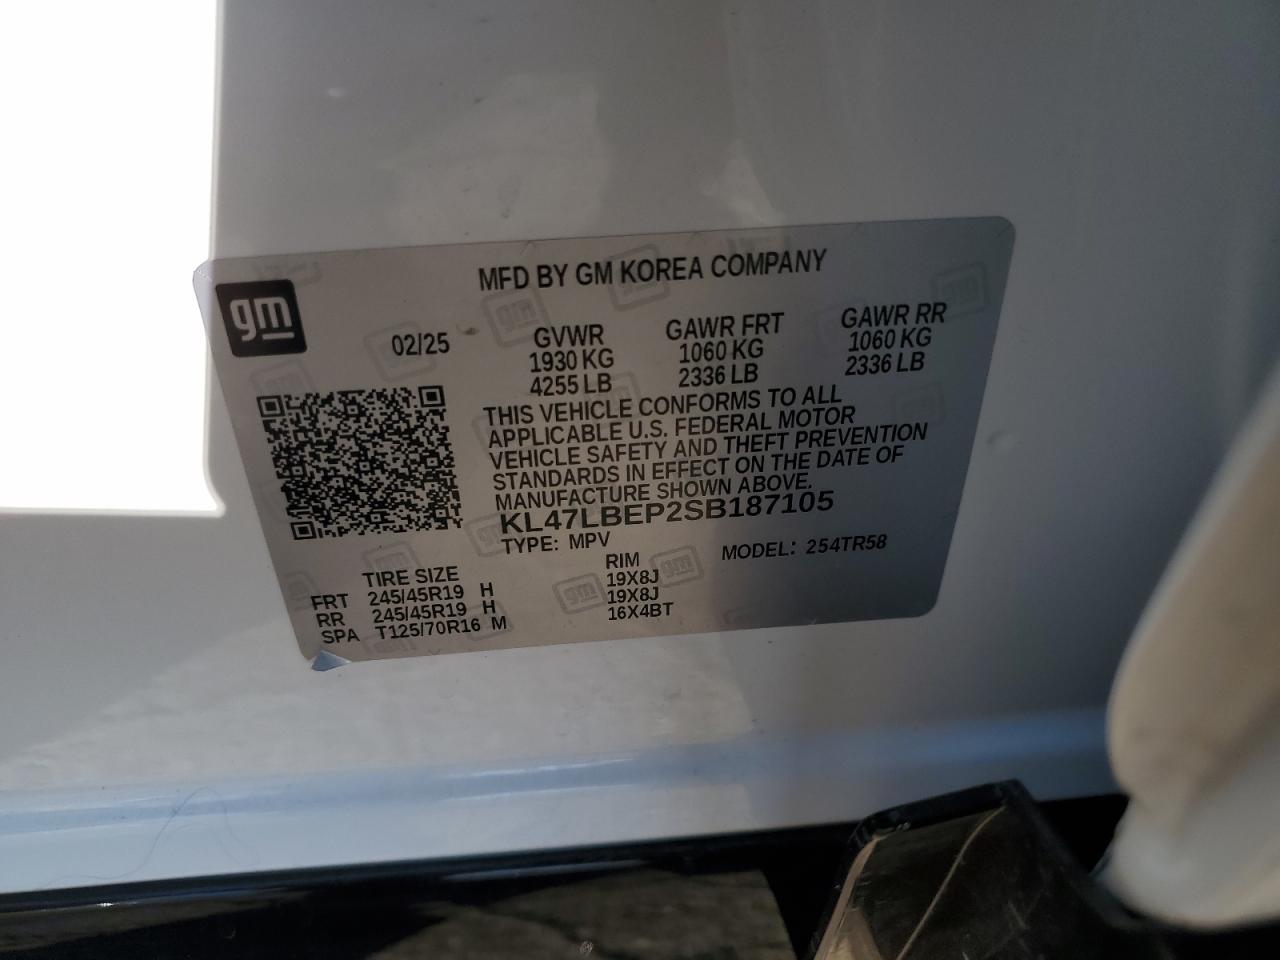 MFD BY GM KOREA COMPANY
gm
02/25
GVWR GAWR FRT GAWR RR
1930 KG 1060 KG 1060 KG
4255 LB 2336 LB 2336 LB
THIS VEHICLE CONFORMS TO ALL
APPLICABLE U.S. FEDERAL MOTOR
VEHICLE SAFETY AND THEFT PREVENTION
STANDARDS IN EFFECT ON THE DATE OF
MANUFACTURE SHOWN ABOVE.
KL47LBEP2SB187105
TYPE: MPV MODEL: 254TR58
TIRE SIZE RIM
FRT 245/45R19 H 19X8J
RR 245/45R19 H 19X8J
SPA T125/70R16 M 16X4BT